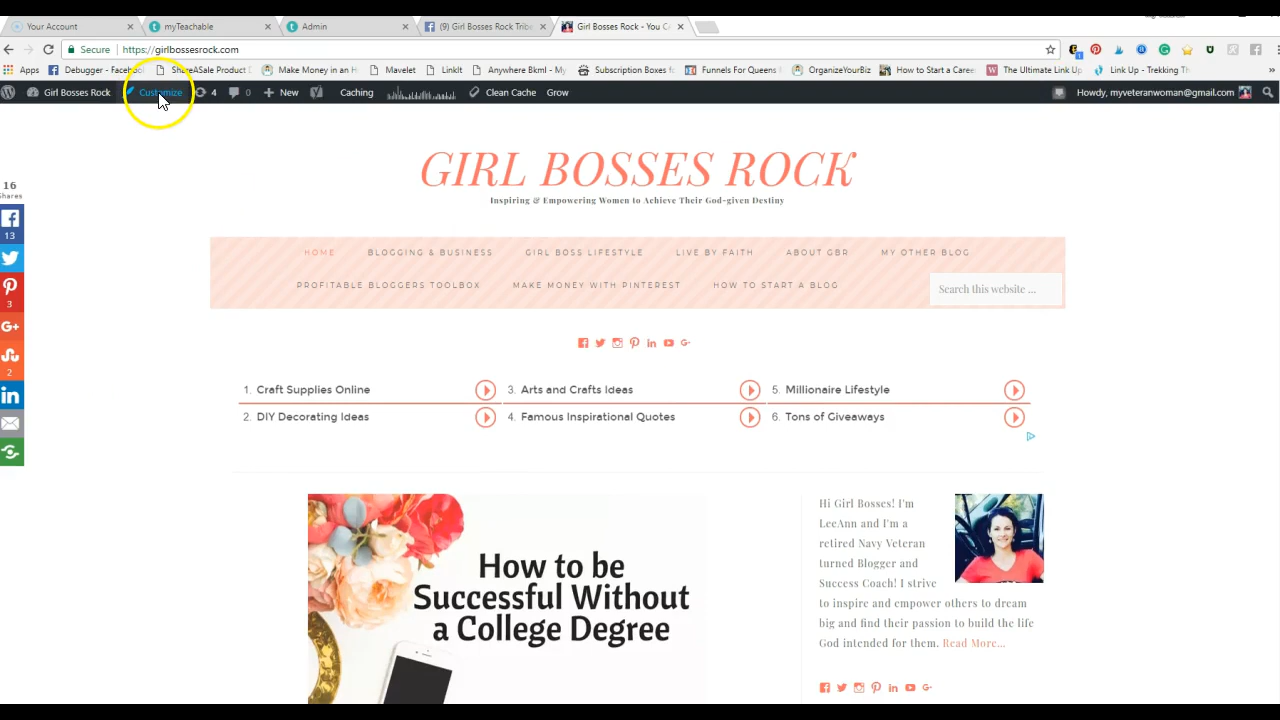 Your Account
myTeachable
Admin
(9) Girl Bosses Rock Tribe
Girl Bosses Rock - You CA
Secure https://girlbossesrock.com
Apps Debugger - Facebook ShareASale Product D Make Money in an H Mavelet LinkIt Anywhere Bkml - My Subscription Boxes fo Funnels For Queens OrganizeYourBiz How to Start a Career The Ultimate Link Up Link Up - Trekking Th
Girl Bosses Rock Customize 4 0 New Caching Clean Cache Grow Howdy, myveteranwoman@gmail.com
GIRL BOSSES ROCK
Inspiring & Empowering Women to Achieve Their God-given Destiny
16
Shares
13
3
2
HOME BLOGGING & BUSINESS GIRL BOSS LIFESTYLE LIVE BY FAITH ABOUT GBR MY OTHER BLOG
PROFITABLE BLOGGERS TOOLBOX MAKE MONEY WITH PINTEREST HOW TO START A BLOG
Search this website ...
1. Craft Supplies Online 3. Arts and Crafts Ideas 5. Millionaire Lifestyle
2. DIY Decorating Ideas 4. Famous Inspirational Quotes 6. Tons of Giveaways
How to be
Successful Without
a College Degree
Hi Girl Bosses! I'm
LeeAnn and I'm a
retired Navy Veteran
turned Blogger and
Success Coach! I strive
to inspire and empower others to dream
big and find their passion to build the life
God intended for them. Read More...